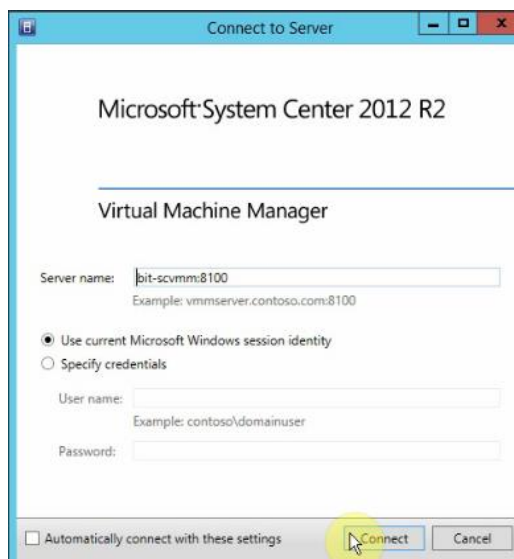 Connect to Server
Microsoft System Center 2012 R2
Virtual Machine Manager
Server name: bit-scvmm:8100
Example: vmmserver.contoso.com:8100
Use current Microsoft Windows session identity
Specify credentials
User name:
Example: contoso\domainuser
Password:
Automatically connect with these settings Connect Cancel